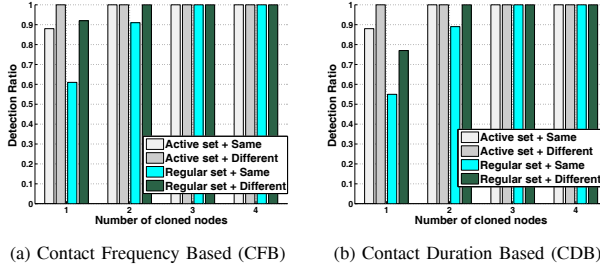 1
0.9
0.8
0.7
0.6
0.5
0.4
0.3
0.2
0.1
0
Detection Ratio
Active set + Same
Active set + Different
Regular set + Same
Regular set + Different
1 2 3 4
Number of cloned nodes
(a) Contact Frequency Based (CFB)
1
0.9
0.8
0.7
0.6
0.5
0.4
0.3
0.2
0.1
0
Detection Ratio
Active set + Same
Active set + Different
Regular set + Same
Regular set + Different
1 2 3 4
Number of cloned nodes
(b) Contact Duration Based (CDB)